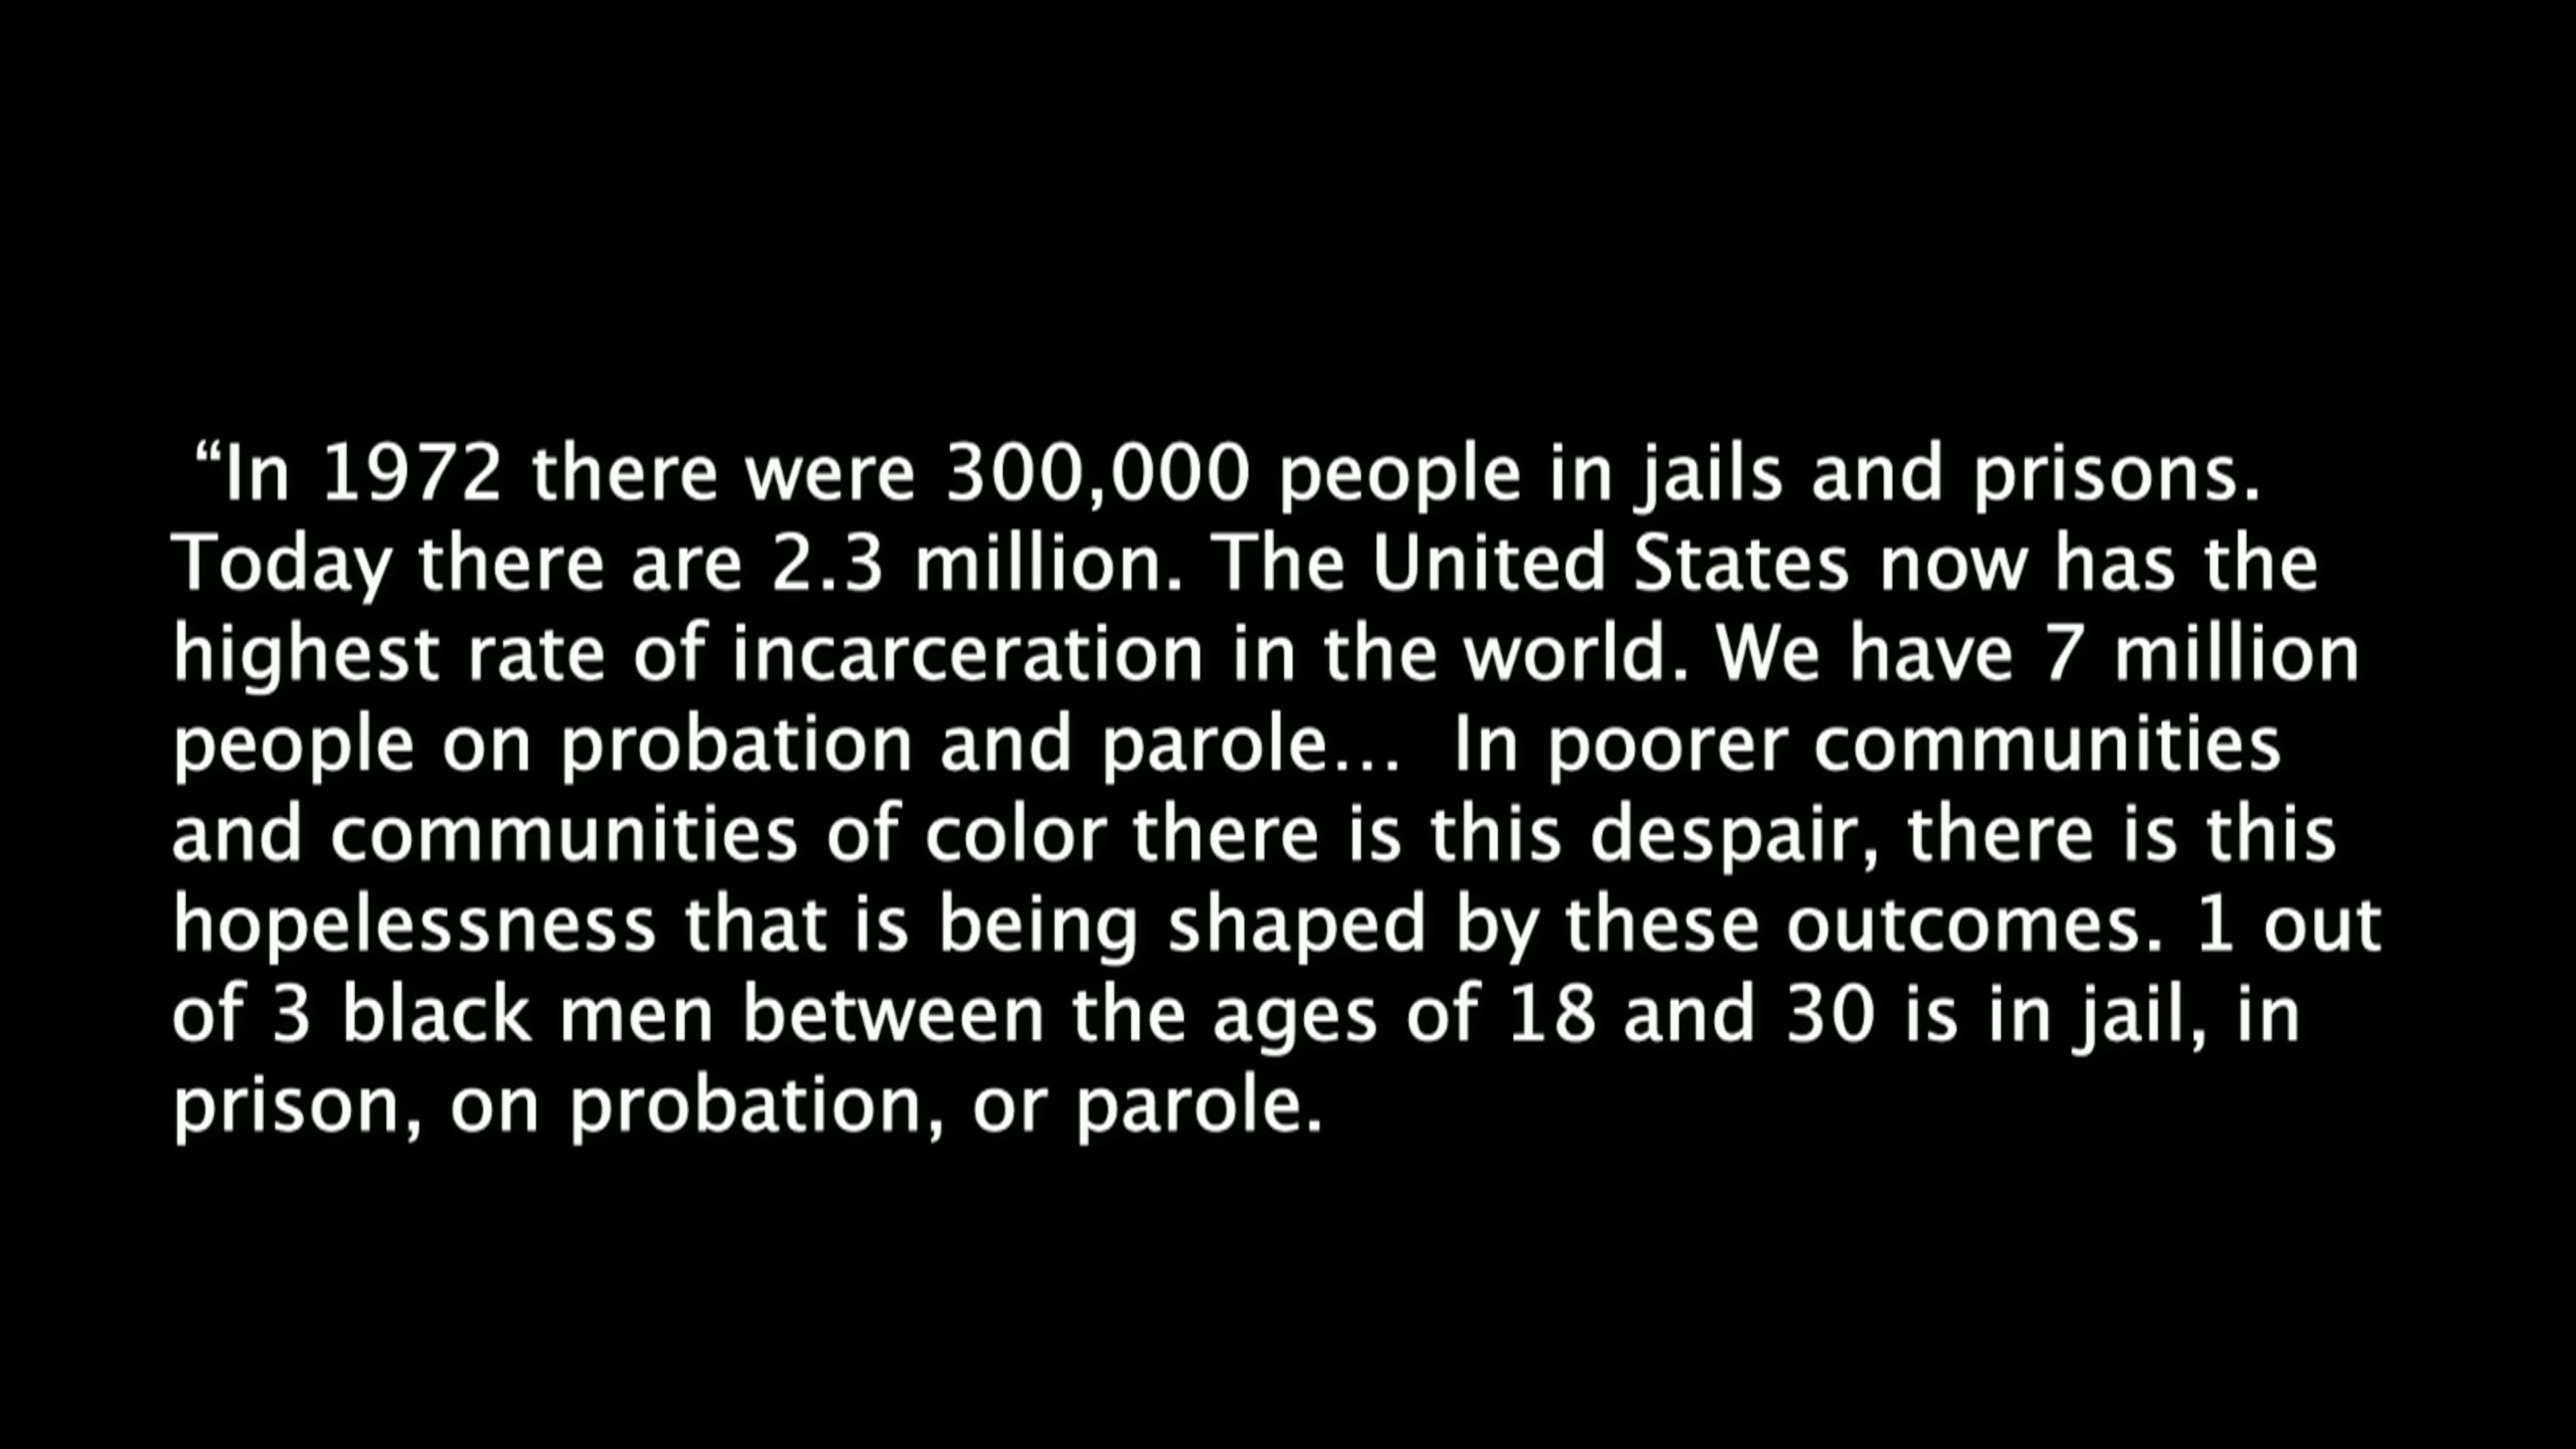 “In 1972 there were 300,000 people in jails and prisons.
Today there are 2.3 million. The United States now has the
highest rate of incarceration in the world. We have 7 million
people on probation and parole... In poorer communities
and communities of color there is this despair, there is this
hopelessness that is being shaped by these outcomes. 1 out
of 3 black men between the ages of 18 and 30 is in jail, in
prison, on probation, or parole.